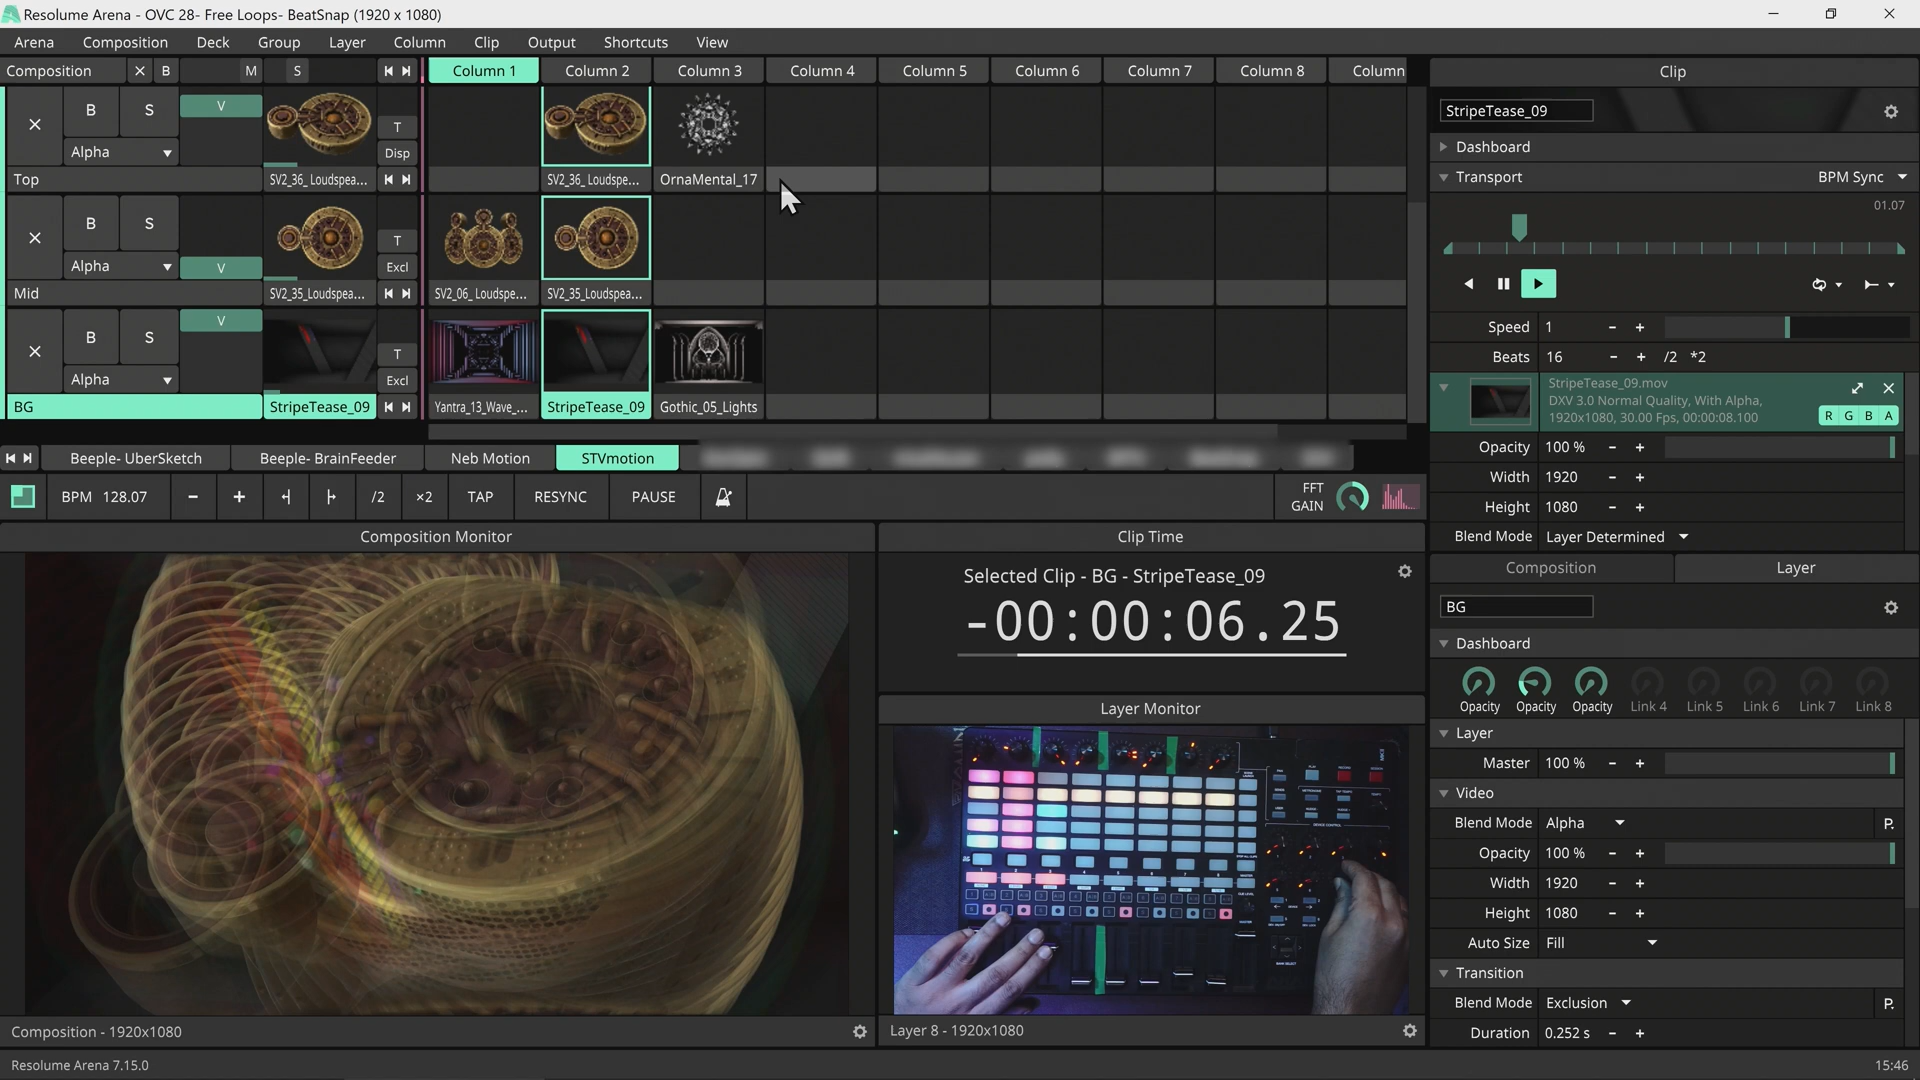 Resolume Arena - OVC 28- Free Loops- BeatSnap (1920 x 1080)
Arena Composition Deck Group Layer Column Clip Output Shortcuts View
Composition B M S Column 1 Column 2 Column 3 Column 4 Column 5 Column 6 Column 7 Column 8 Column
B S V T
Alpha Disp
Top SV2_36_ Loudspea... SV2_36_ Loudspe... OrnaMental_17
B S T
Alpha V Excl
Mid SV2_35_Loudspea... SV2_06_ Loudspe... SV2_35_Loudspea...
V
B S T
Alpha Excl
BG StripeTease_09 Yantra_13_Wave_... StripeTease_09 Gothic_05_Lights
Beeple- UberSketch Beeple- BrainFeeder Neb Motion STVmotion
BPM 128.07 - + /2 ×2 TAP RESYNC PAUSE FFT GAIN
Composition Monitor
Composition - 1920x1080
Clip Time
Selected Clip - BG - StripeTease_09
-00:00:06.25
Layer Monitor
Layer 8 - 1920x1080
Clip
StripeTease_09
Dashboard
Transport BPM Sync
01.07
Speed 1 - +
Beats 16 - + /2 *2
StripeTease_09.mov
DXV 3.0 Normal Quality, With Alpha,
1920x1080, 30.00 Fps, 00:00:08.100 R G B A
Opacity 100 % - +
Width 1920 - +
Height 1080 - +
Blend Mode Layer Determined
Composition Layer
BG
Dashboard
Opacity Opacity Opacity Link 4 Link 5 Link 6 Link 7 Link 8
Layer
Master 100 % - +
Video
Blend Mode Alpha P.
Opacity 100 % - +
Width 1920 - +
Height 1080 - +
Auto Size Fill
Transition
Blend Mode Exclusion P.
Duration 0.252 s - +
Resolume Arena 7.15.0 15:46